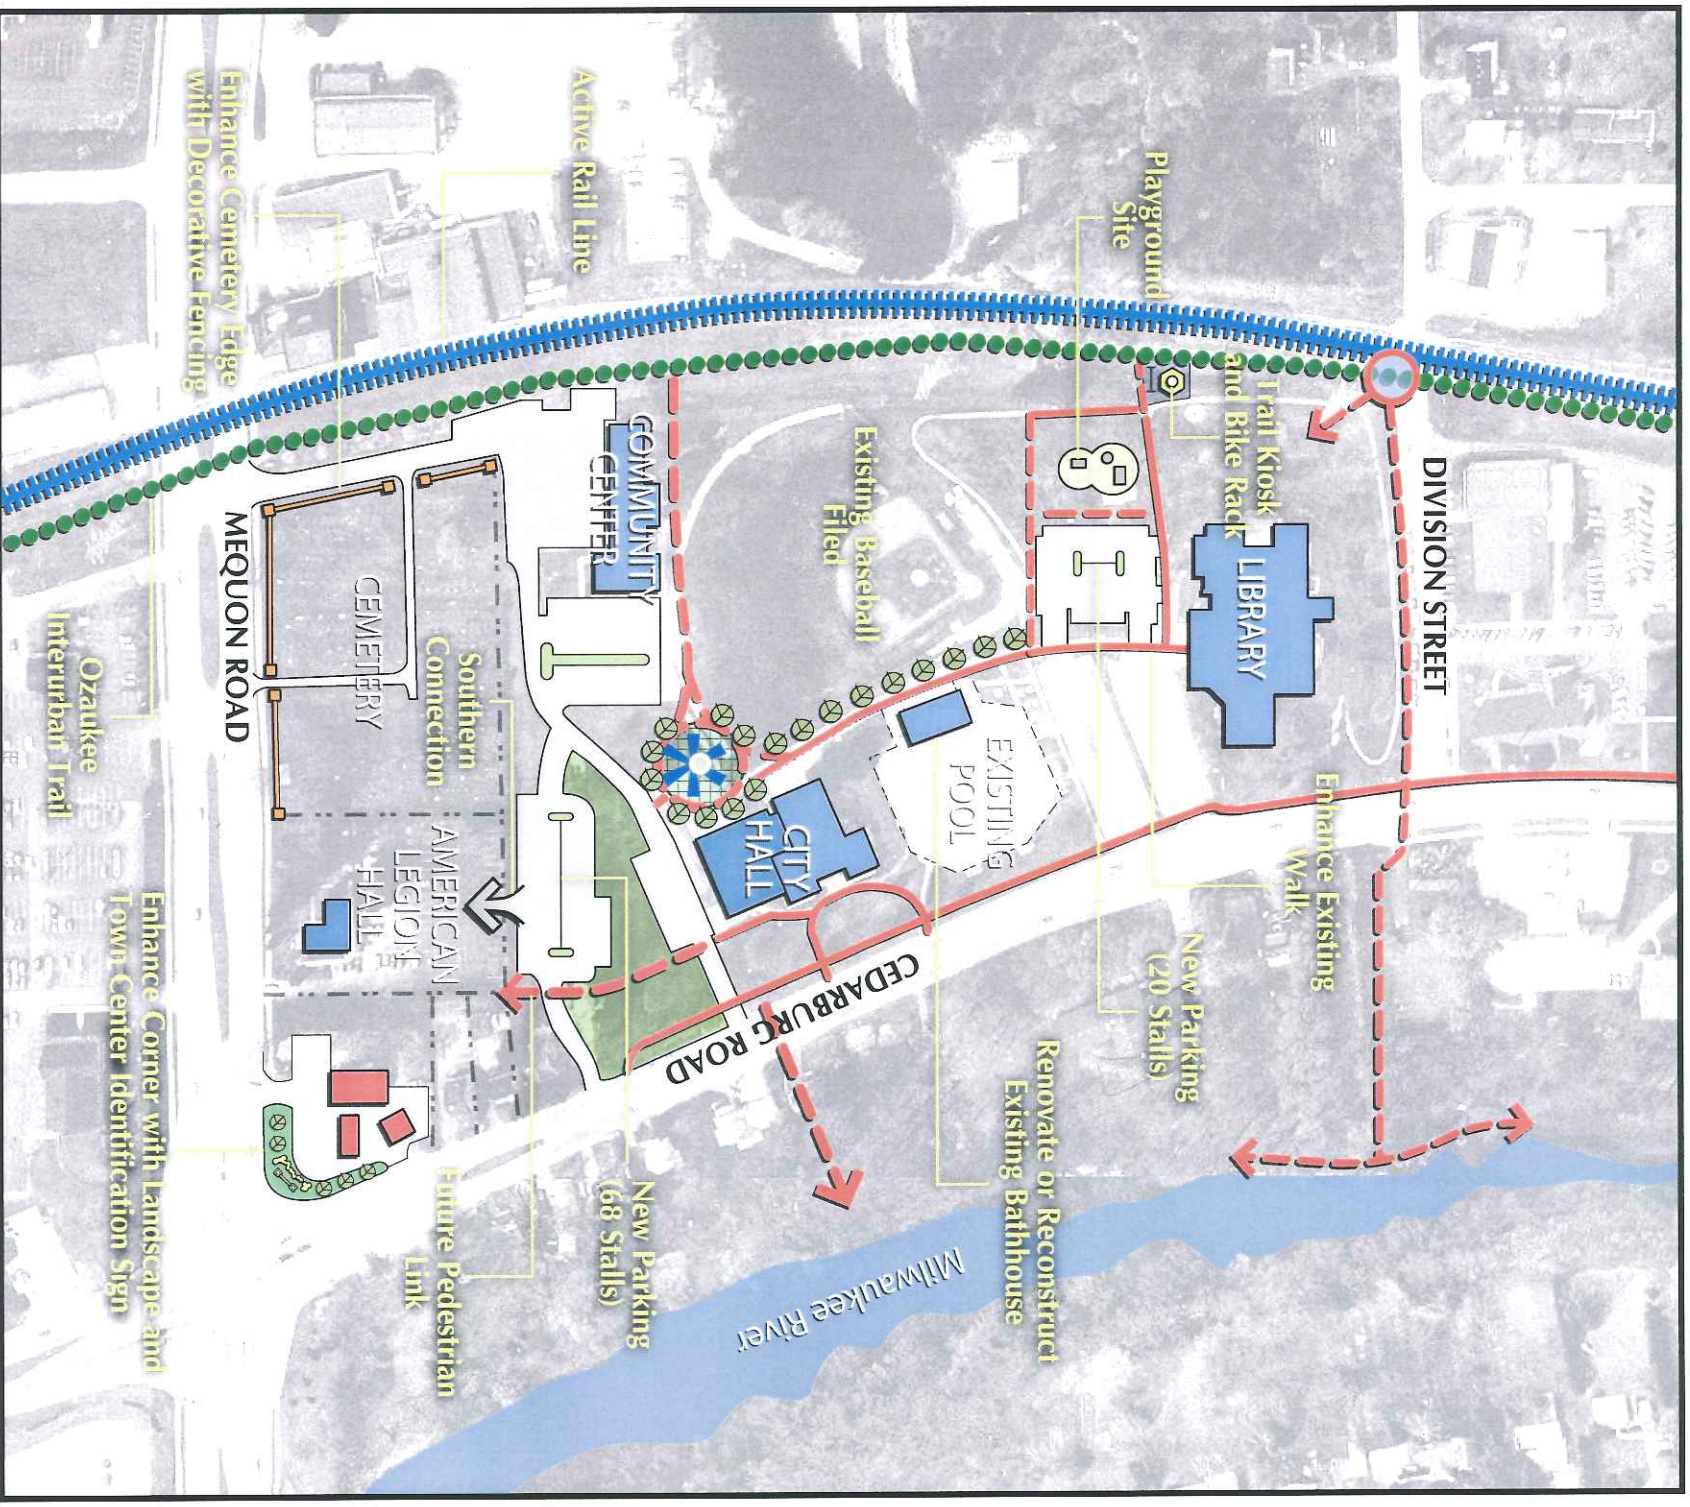 DIVISION STREET
Trail Kiosk
and Bike Rack
Playground
Site
LIBRARY
Enhance Existing
Walk
New Parking
(20 Stalls)
Renovate or Reconstruct
Existing Bathhouse
EXISTING
POOL
Existing Baseball
Filed
CITY
HALL
CEDARBURG ROAD
Milwaukee River
COMMUNITY
CENTER
Active Rail Line
New Parking
(68 Stalls)
Southern
Connection
AMERICAN
LEGION
HALL
Future Pedestrian
Link
CEMETERY
MEQUON ROAD
Enhance Cemetery Edge
with Decorative Fencing
Ozaukee
Interurban Trail
Enhance Corner with Landscape and
Town Center Identification Sign